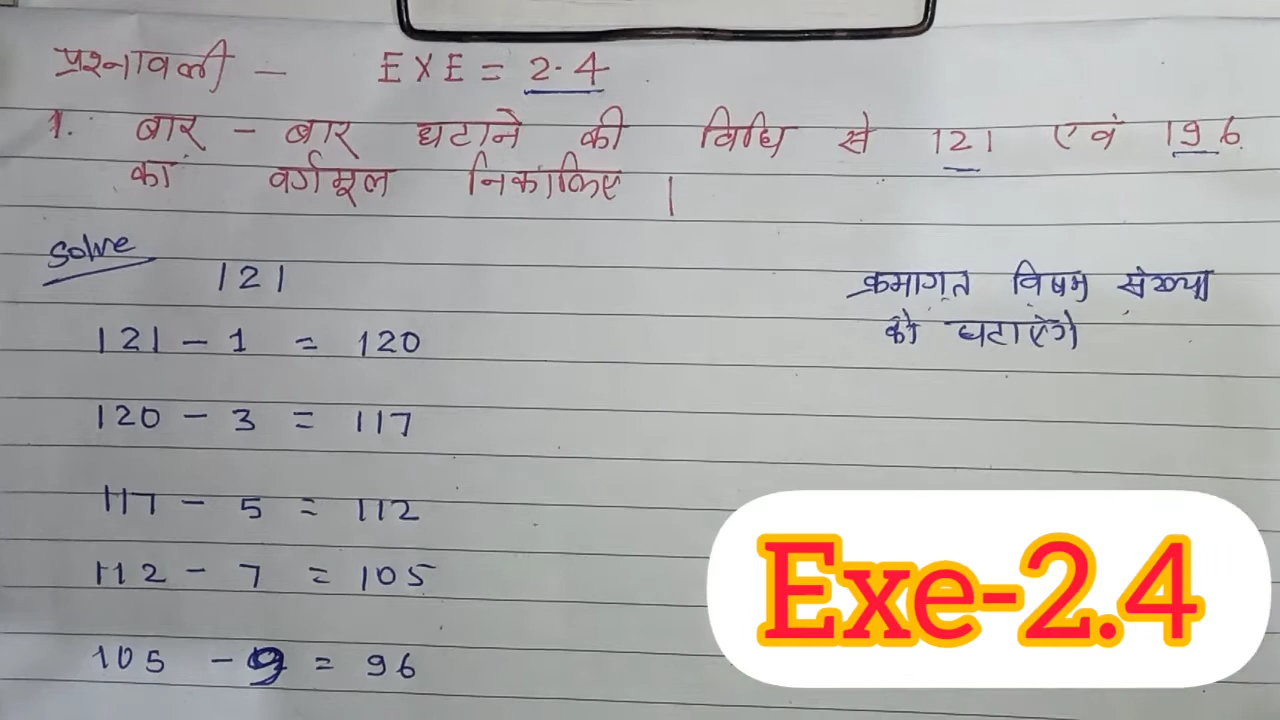 प्रश्नावली - EXE = 2.4
1. बार - बार घटाने की विधि से 121 एवं 196
का वर्गमूल निकालिए |
Solve
121
क्रमागत विषम संख्या
को घटाएंगे
121 - 1 = 120
120 - 3 = 117
117 - 5 = 112
112 - 7 = 105
105 - 9 = 96
Exe-2.4